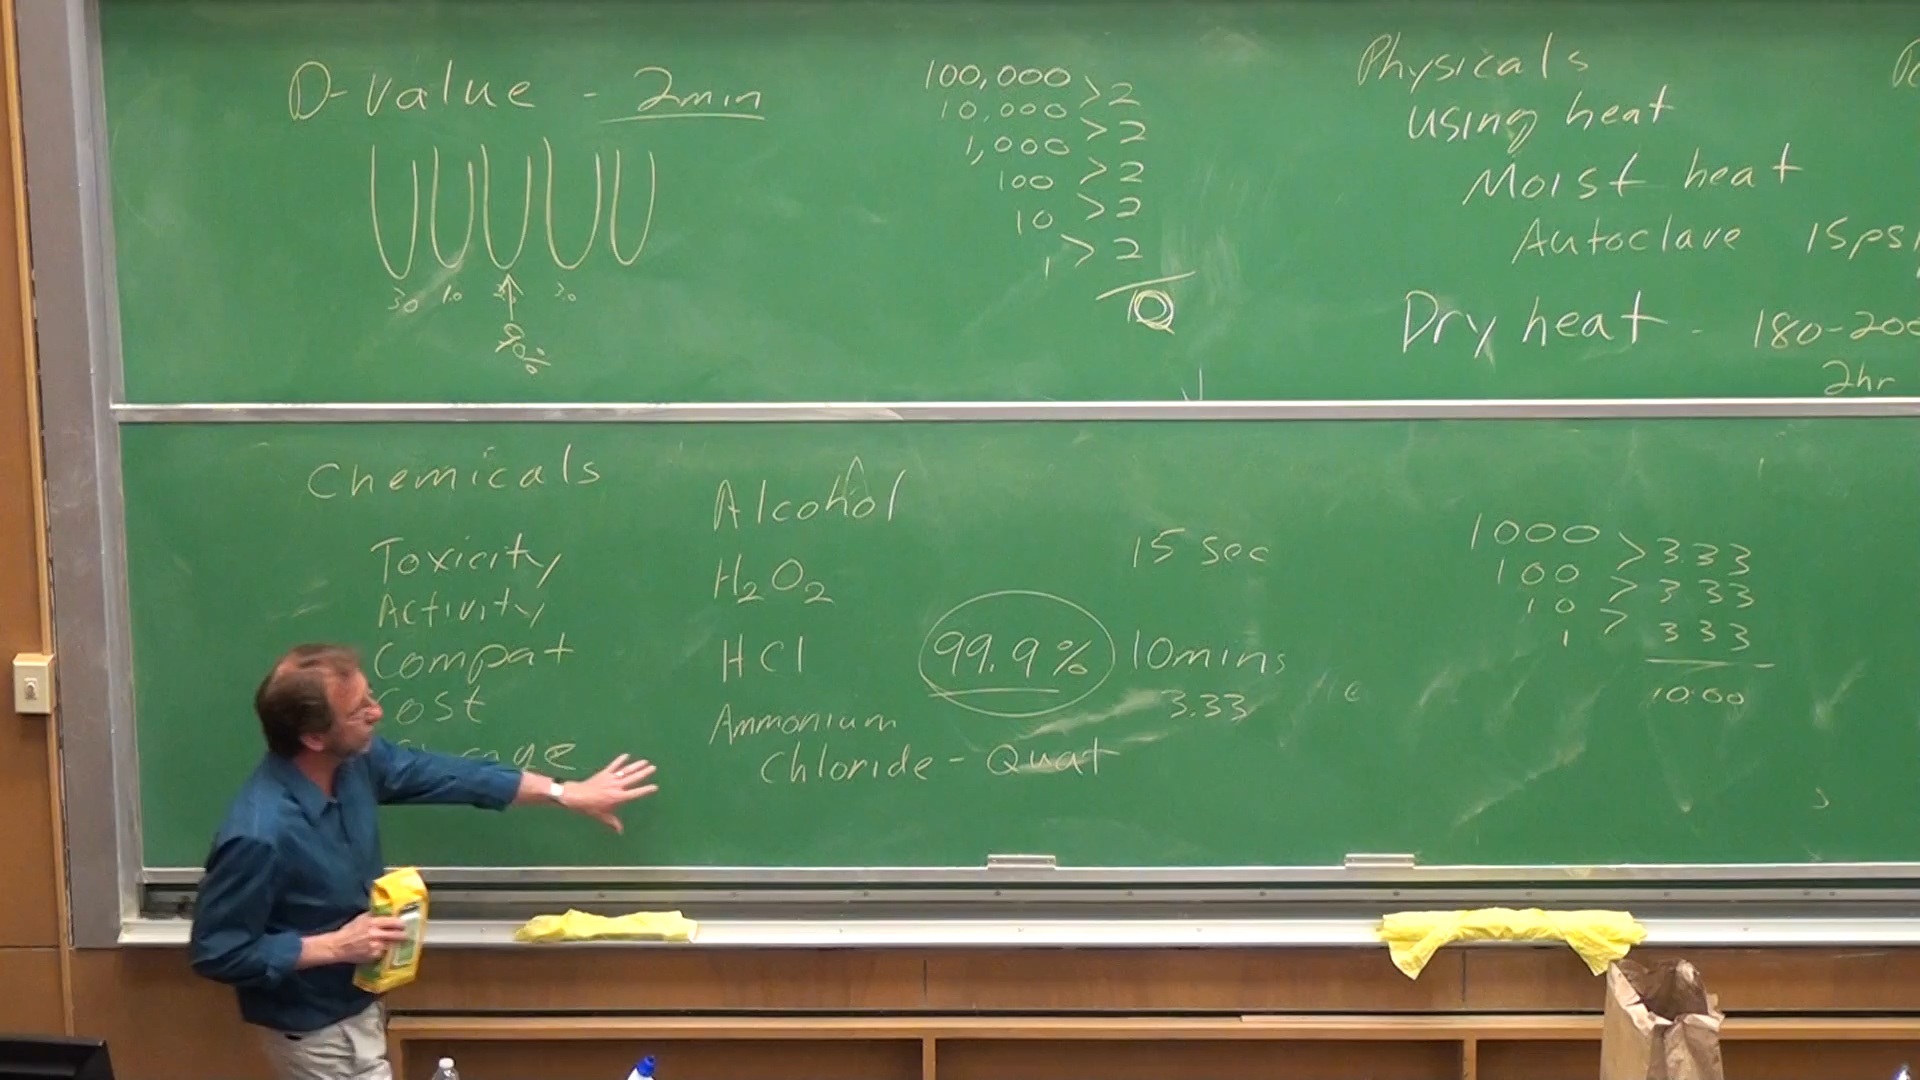 D-value - 2min
30 1.0 3.0
90%
100,000 > 2
10,000 > 2
1,000 > 2
100 > 2
10 > 2
1
10
Physicals
using heat
Moist heat
Autoclave 15psi
Dry heat - 180-200
2hr
Chemicals
Toxicity
Activity
Compat
Cost
Alcohol
H2O2
HCl
Ammonium
Chloride - Quat
99.9%
15 sec
10mins
3.33
1000 > 3.33
100 > 3 33
10 > 3 33
1
10.00